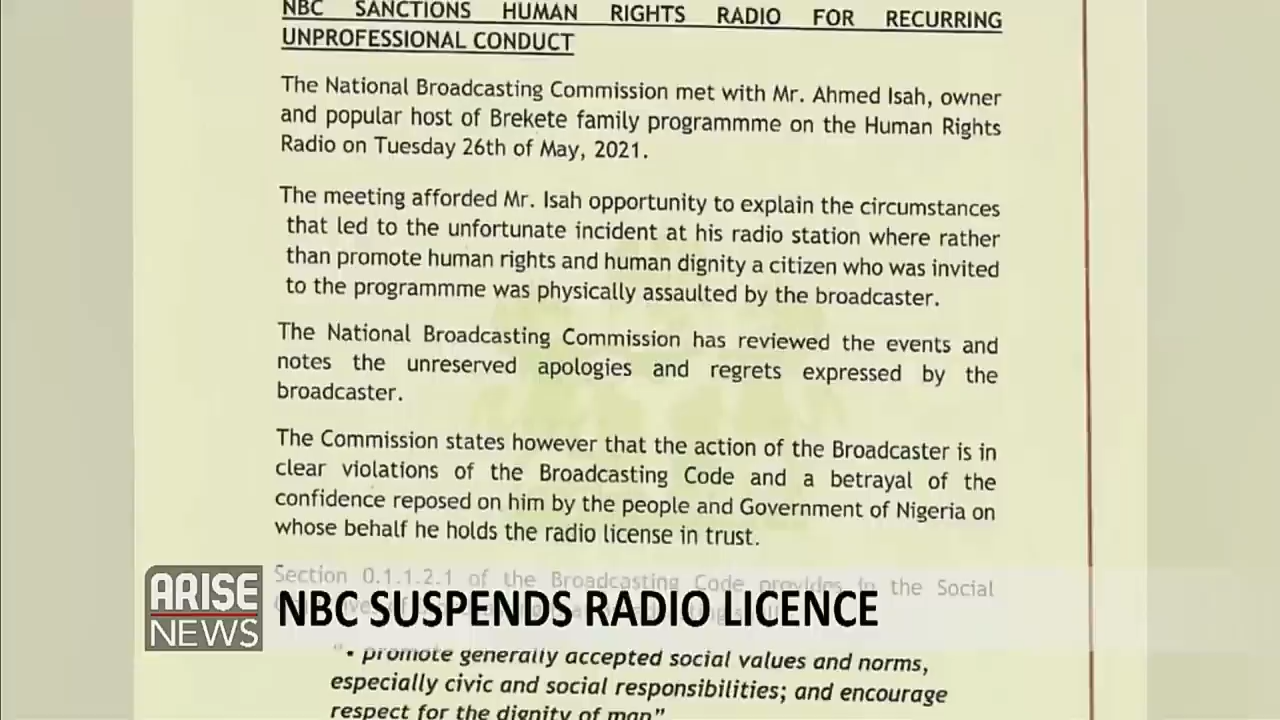 NBC SANCTIONS HUMAN RIGHTS RADIO FOR RECURRING
UNPROFESSIONAL CONDUCT
The National Broadcasting Commission met with Mr. Ahmed Isah, owner
and popular host of Brekete family programmme on the Human Rights
Radio on Tuesday 26th of May, 2021.
The meeting afforded Mr. Isah opportunity to explain the circumstances
that led to the unfortunate incident at his radio station where rather
than promote human rights and human dignity a citizen who was invited
to the programmme was physically assaulted by the broadcaster.
The National Broadcasting Commission has reviewed the events and
notes the unreserved apologies and regrets expressed by the
broadcaster.
The Commission states however that the action of the Broadcaster is in
clear violations of the Broadcasting Code and a betrayal of the
confidence reposed on him by the people and Government of Nigeria on
whose behalf he holds the radio license in trust.
Section 0.1.1.2.1 of the Broadcasting Code provides in the Social
ARISE
NEWS
NBC SUSPENDS RADIO LICENCE
"• promote generally accepted social values and norms,
especially civic and social responsibilities; and encourage
respect for the dignity of man"